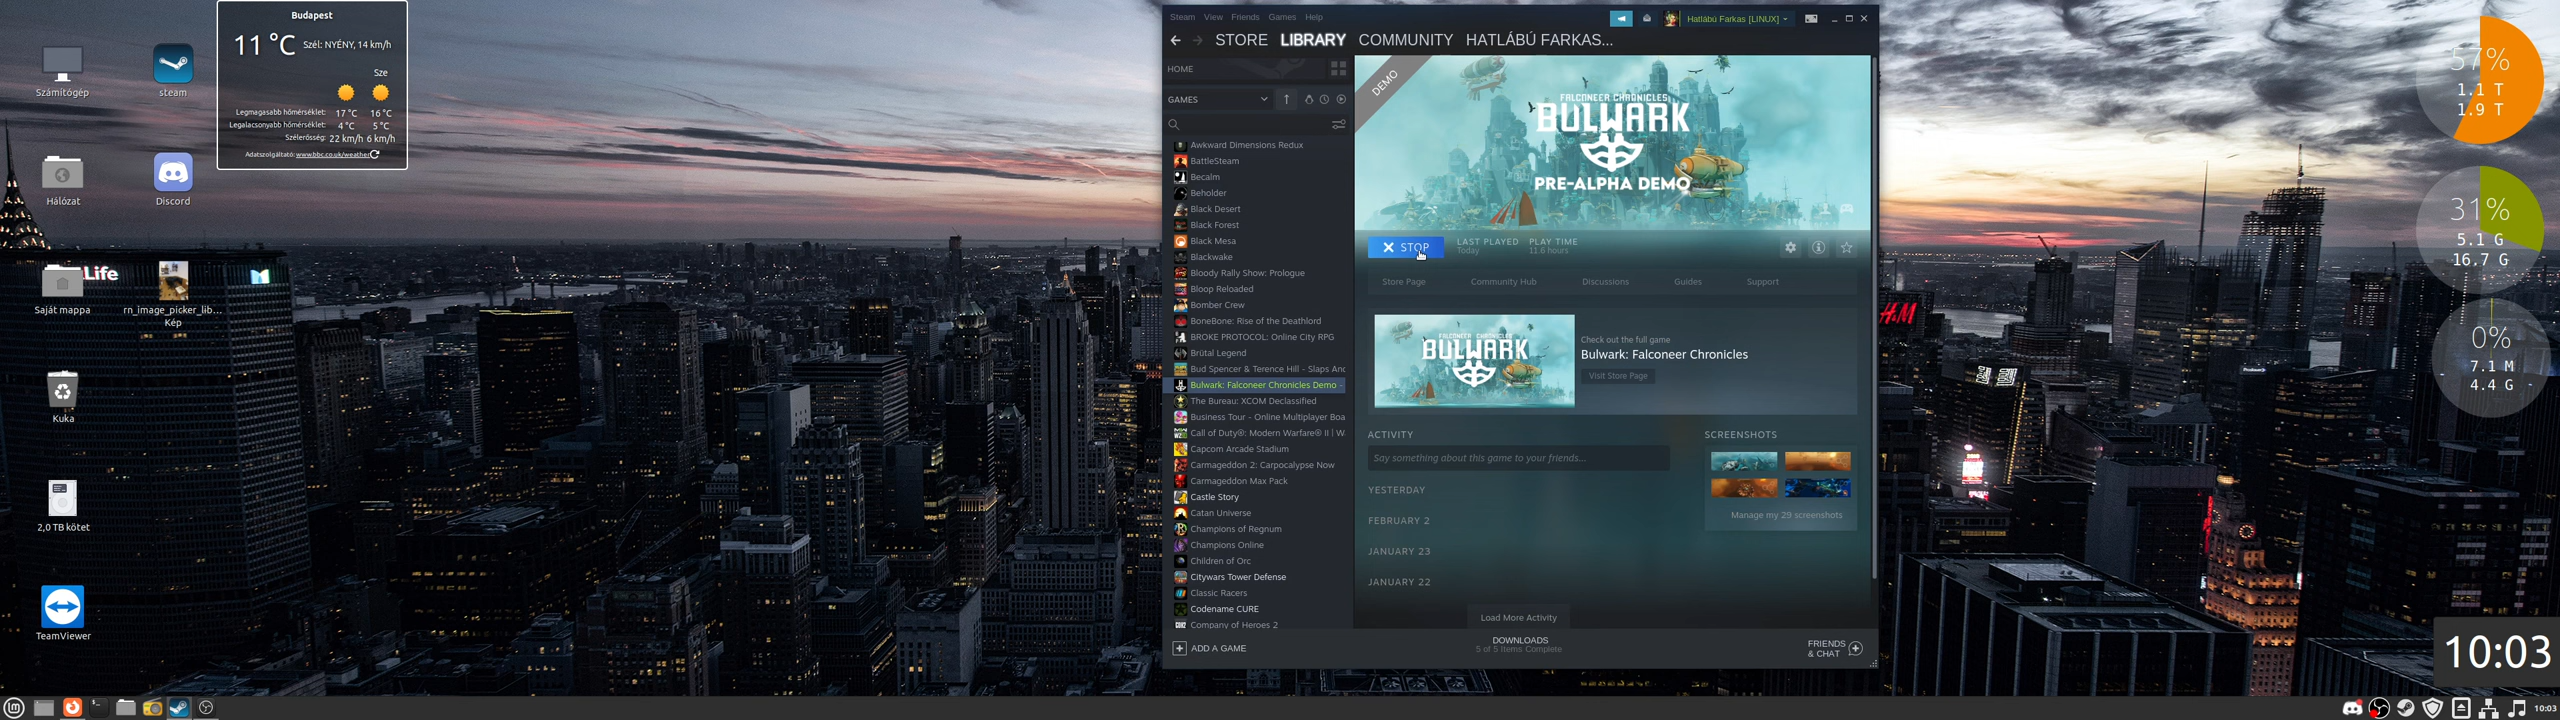 Számítógép
steam
Hálózat
Discord
Life
Saját mappa
rn_image_picker_lib...
Kép
Kuka
2,0 TB kötet
TeamViewer
Budapest
11 °C
Szél: NYÉNY, 14 km/h
Sze
Legmagasabb hőmérséklet: 17 °C 16 °C
Legalacsonyabb hőmérséklet: 4 °C 5 °C
Szélerősség: 22 km/h 6 km/h
Adatszolgáltató: www.bbc.co.uk/weather
Steam View Friends Games Help
Hatlábú Farkas [LINUX]
STORE LIBRARY COMMUNITY HATLÁBÚ FARKAS...
HOME
GAMES
Awkward Dimensions Redux
BattleSteam
Becalm
Beholder
Black Desert
Black Forest
Black Mesa
Blackwake
Bloody Rally Show: Prologue
Bloop Reloaded
Bomber Crew
BoneBone: Rise of the Deathlord
BROKE PROTOCOL: Online City RPG
Brütal Legend
Bud Spencer & Terence Hill - Slaps And
Bulwark: Falconeer Chronicles Demo -
The Bureau: XCOM Declassified
Business Tour - Online Multiplayer Boa
Call of Duty®: Modern Warfare® II | W
Capcom Arcade Stadium
Carmageddon 2: Carpocalypse Now
Carmageddon Max Pack
Castle Story
Catan Universe
Champions of Regnum
Champions Online
Children of Orc
Citywars Tower Defense
Classic Racers
Codename CURE
Company of Heroes 2
ADD A GAME
DEMO
FALCONEER CHRONICLES
BULWARK
PRE-ALPHA DEMO
STOP
LAST PLAYED
Today
PLAY TIME
11.6 hours
Store Page
Community Hub
Discussions
Guides
Support
FALCONEER CHRONICLES
BULWARK
Check out the full game
Bulwark: Falconeer Chronicles
Visit Store Page
ACTIVITY
Say something about this game to your friends...
YESTERDAY
FEBRUARY 2
JANUARY 23
JANUARY 22
Load More Activity
SCREENSHOTS
Manage my 29 screenshots
DOWNLOADS
5 of 5 Items Complete
FRIENDS
& CHAT
H&M
57%
1.1 T
1.9 T
31%
5.1 G
16.7 G
0%
7.1 M
4.4 G
10:03
10:03